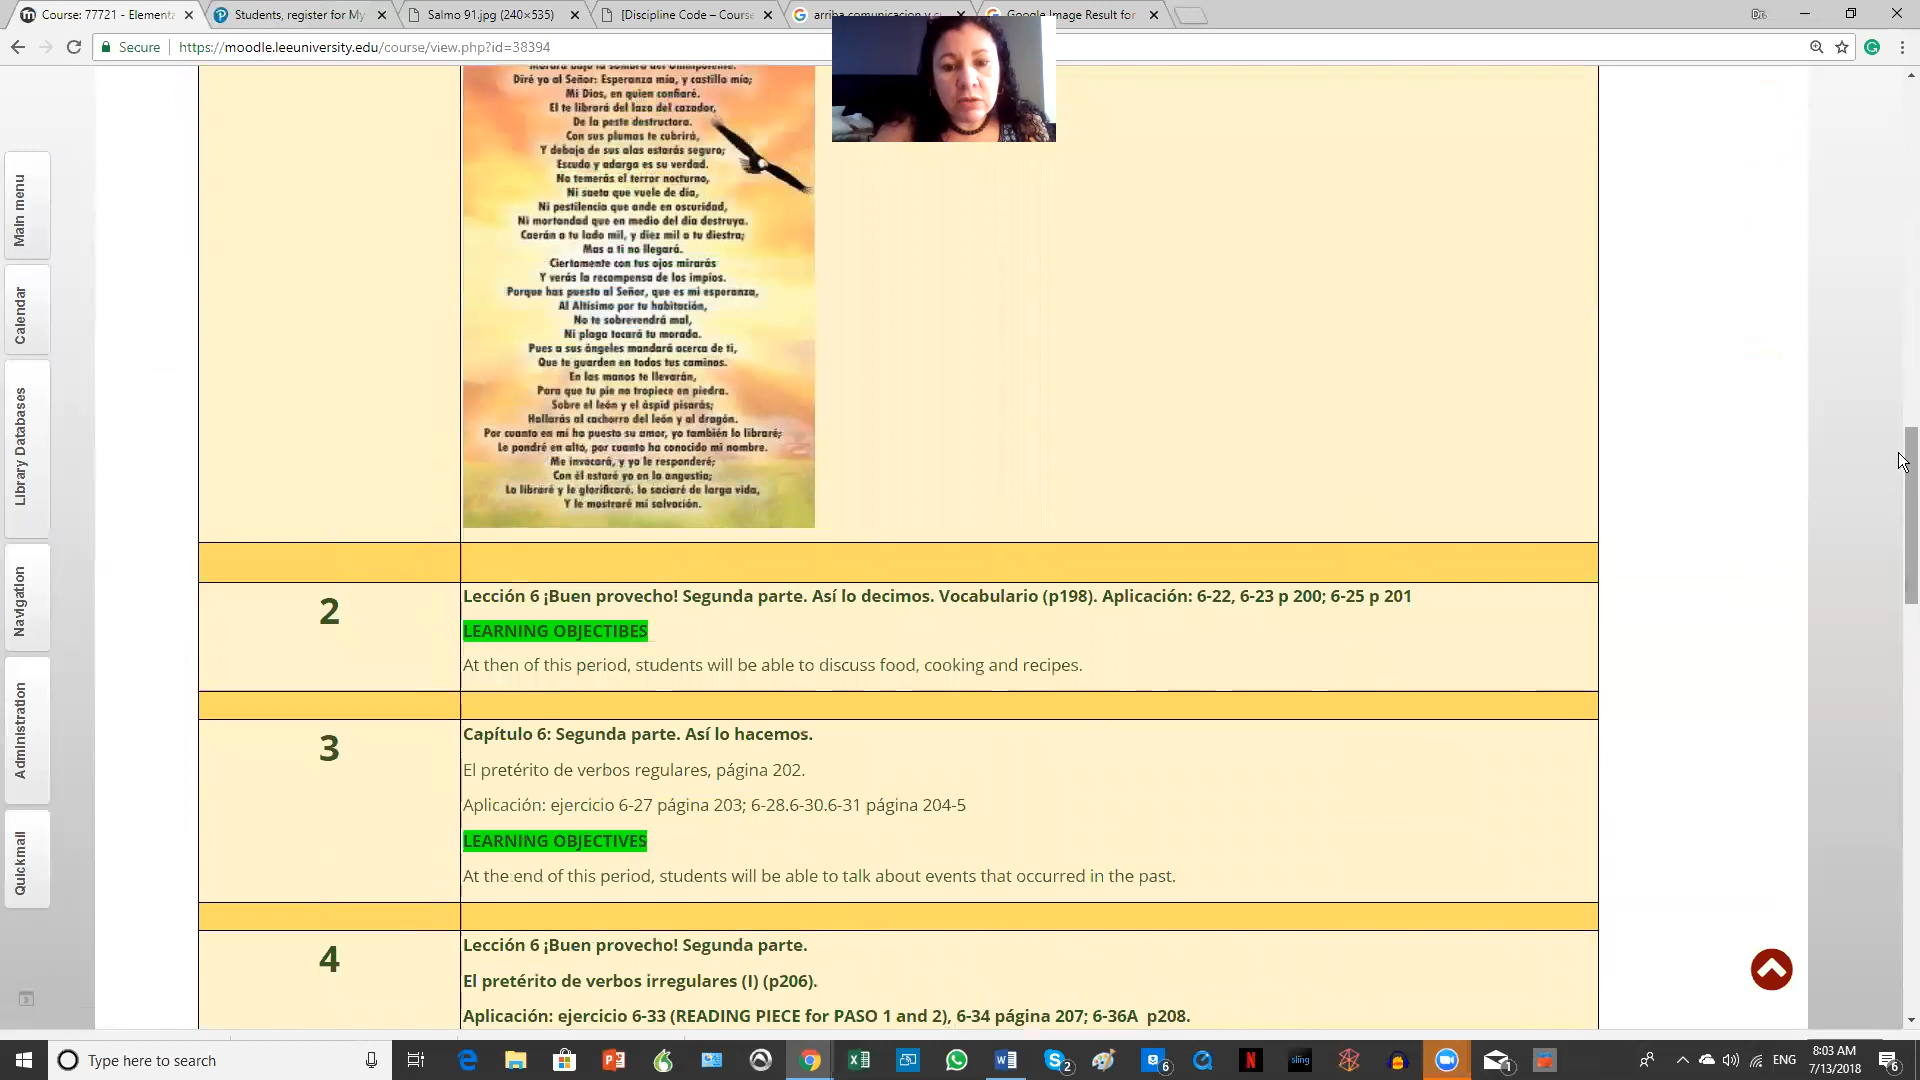 Course: 77721 - Elementa
Students, register for My
Salmo 91.jpg (240×535)
[Discipline Code – Course
arriba comunicacion y c
Google Image Result for
Secure
https://moodle.leeuniversity.edu/course/view.php?id=38394
Main menu
Calendar
Library Databases
Navigation
Administration
Quickmail
Morará bajo la sombra del Omnipotente.
Diré yo al Señor: Esperanza mía, y castillo mío;
Mi Dios, en quien confiaré.
El te librará del lazo del cazador,
De la peste destructora.
Con sus plumas te cubrirá,
Y debajo de sus alas estarás seguro;
Escudo y adarga es su verdad.
No temerás el terror nocturno,
Ni saeta que vuele de día,
Ni pestilencia que ande en oscuridad,
Ni mortandad que en medio del día destruya.
Caerán a tu lado mil, y diez mil a tu diestra;
Mas a ti no llegará.
Ciertamente con tus ojos mirarás
Y verás la recompensa de los impíos.
Porque has puesto al Señor, que es mi esperanza,
Al Altísimo por tu habitación,
No te sobrevendrá mal,
Ni plaga tocará tu morada.
Pues a sus ángeles mandará acerca de ti,
Que te guarden en todos tus caminos.
En las manos te llevarán,
Para que tu pie no tropiece en piedra.
Sobre el león y el áspid pisarás;
Hollarás al cachorro del león y al dragón.
Por cuanto en mí ha puesto su amor, yo también lo libraré;
Le pondré en alto, por cuanto ha conocido mi nombre.
Me invocará, y yo le responderé;
Con él estaré yo en la angustia;
Lo libraré y le glorificaré, lo saciaré de larga vida,
Y le mostraré mi salvación.
2
Lección 6 ¡Buen provecho! Segunda parte. Así lo decimos. Vocabulario (p198). Aplicación: 6-22, 6-23 p 200; 6-25 p 201
LEARNING OBJECTIBES
At then of this period, students will be able to discuss food, cooking and recipes.
3
Capítulo 6: Segunda parte. Así lo hacemos.
El pretérito de verbos regulares, página 202.
Aplicación: ejercicio 6-27 página 203; 6-28.6-30.6-31 página 204-5
LEARNING OBJECTIVES
At the end of this period, students will be able to talk about events that occurred in the past.
4
Lección 6 ¡Buen provecho! Segunda parte.
El pretérito de verbos irregulares (I) (p206).
Aplicación: ejercicio 6-33 (READING PIECE for PASO 1 and 2), 6-34 página 207; 6-36A p208.
Type here to search
sling
ENG
8:03 AM
7/13/2018